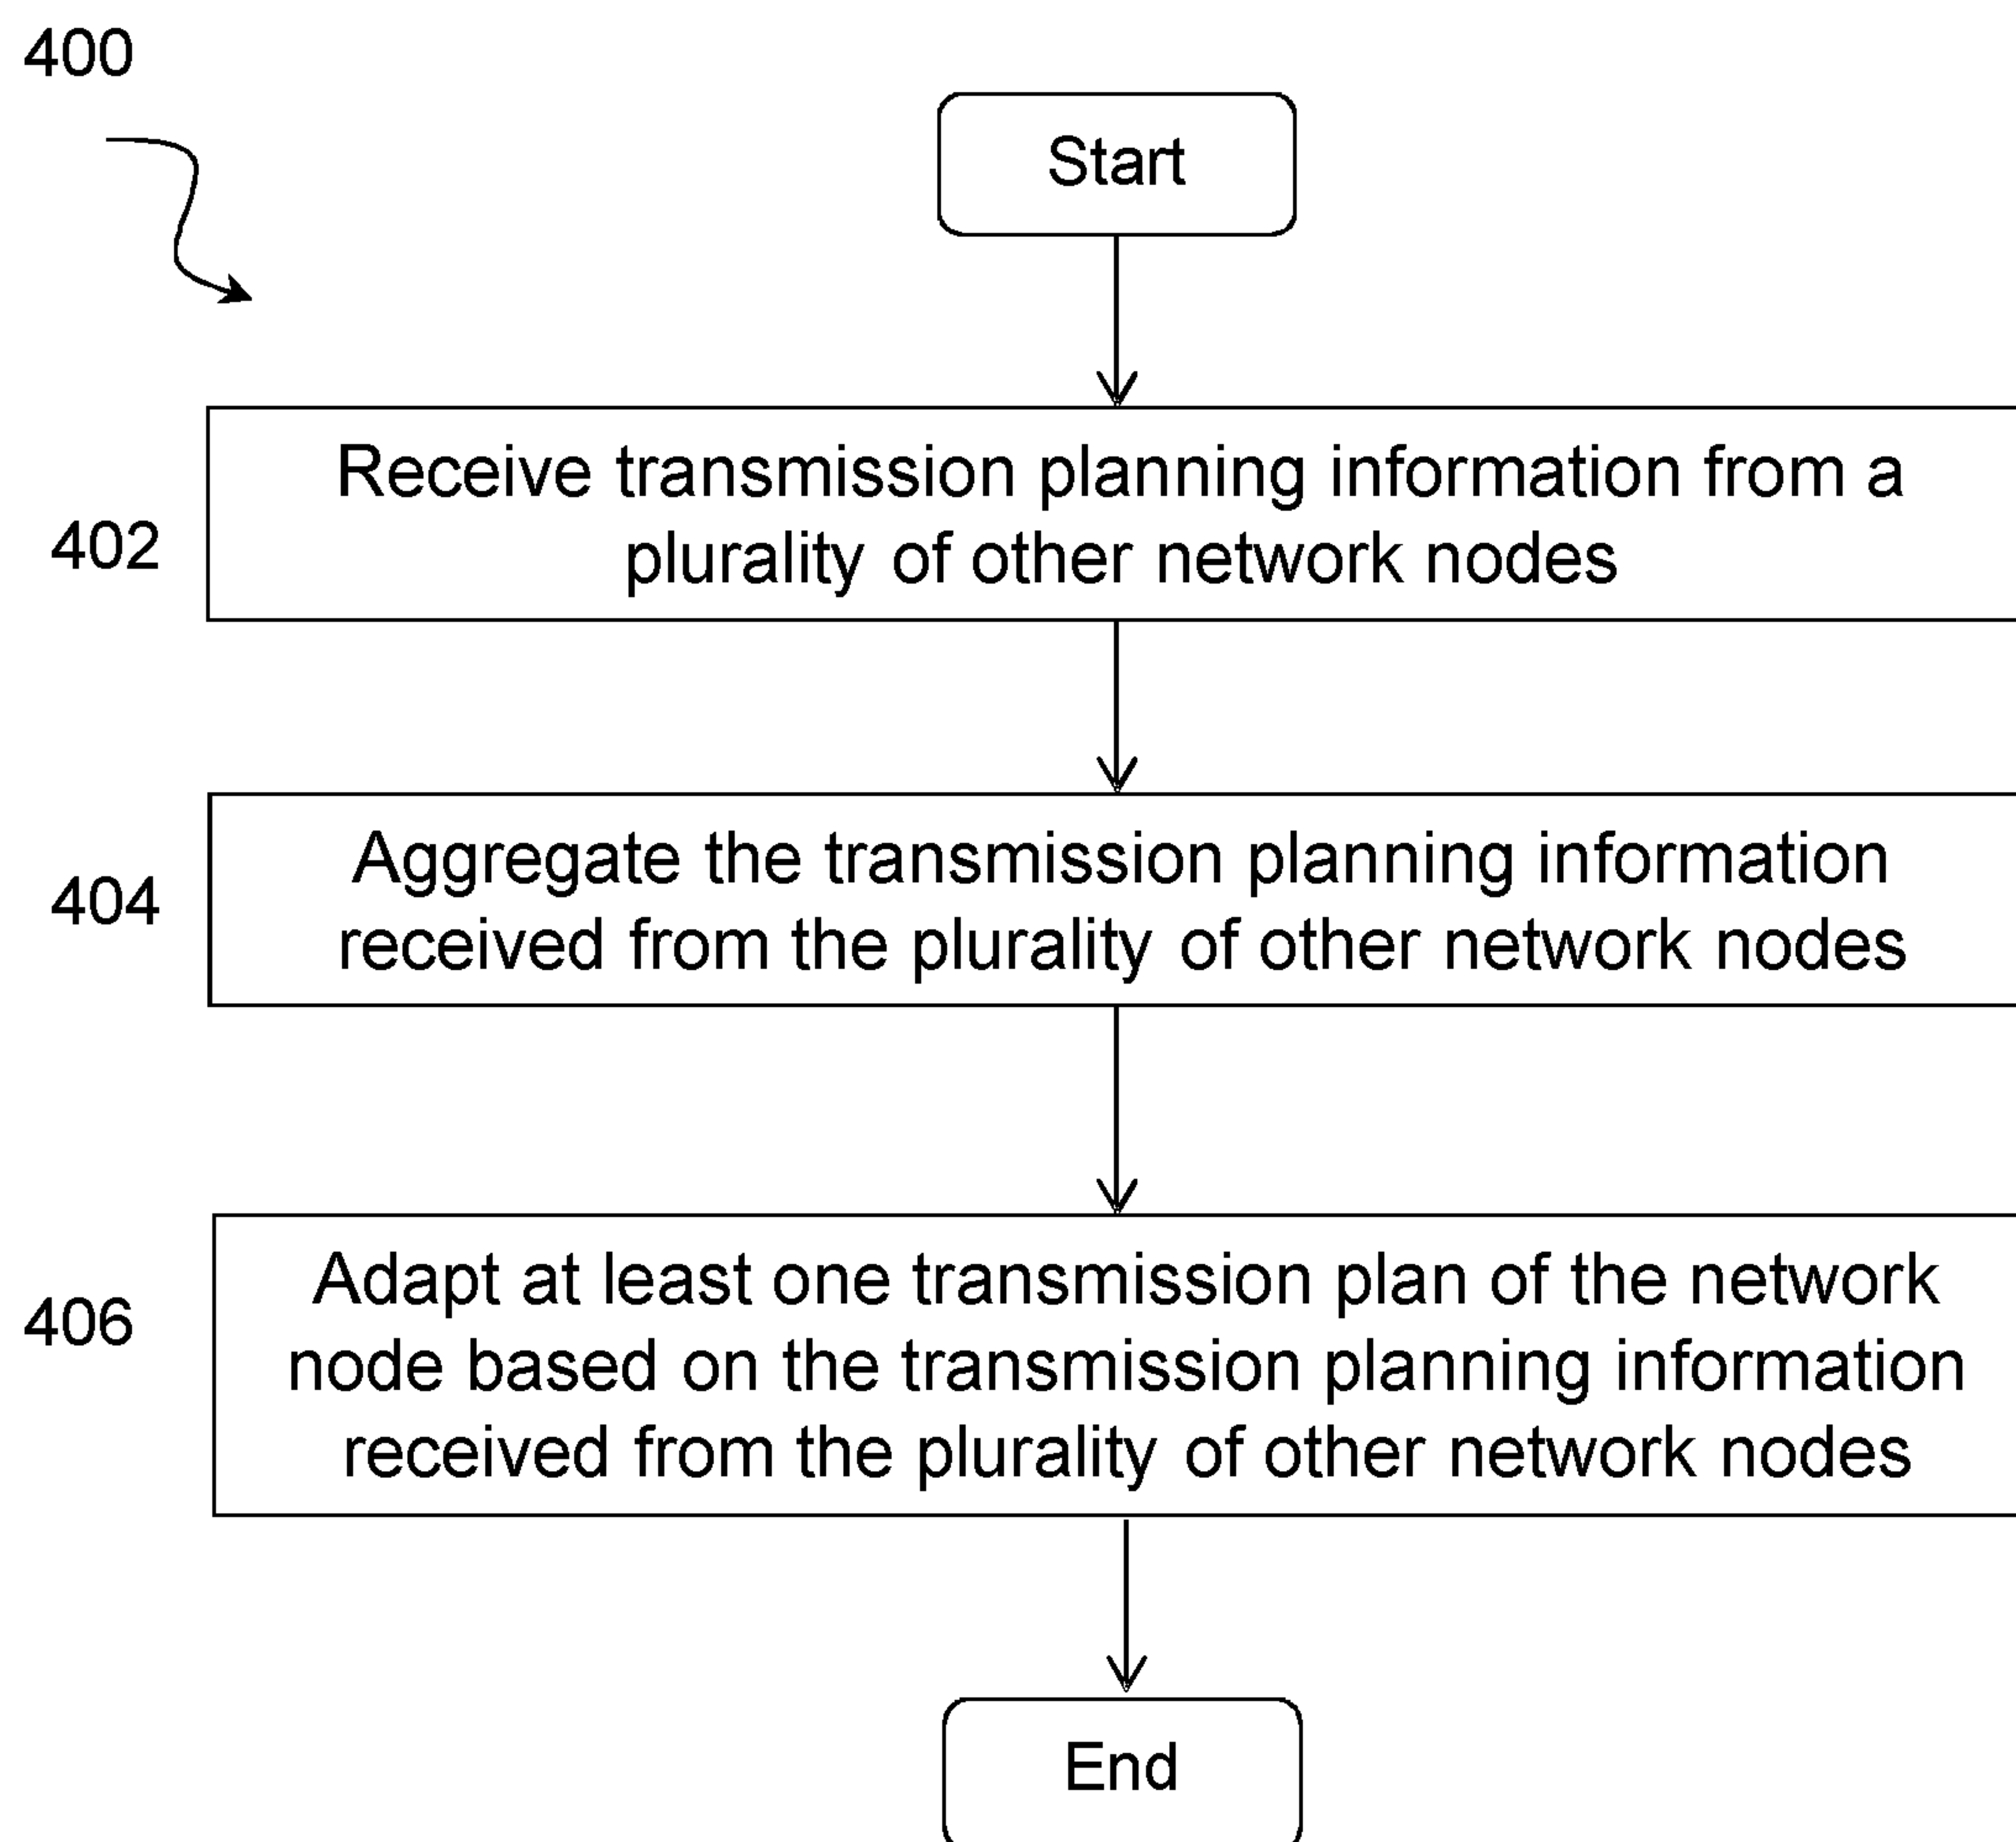 400
Start
Receive transmission planning information from a
plurality of other network nodes
402
Aggregate the transmission planning information
received from the plurality of other network nodes
404
Adapt at least one transmission plan of the network
node based on the transmission planning information
received from the plurality of other network nodes
406
End